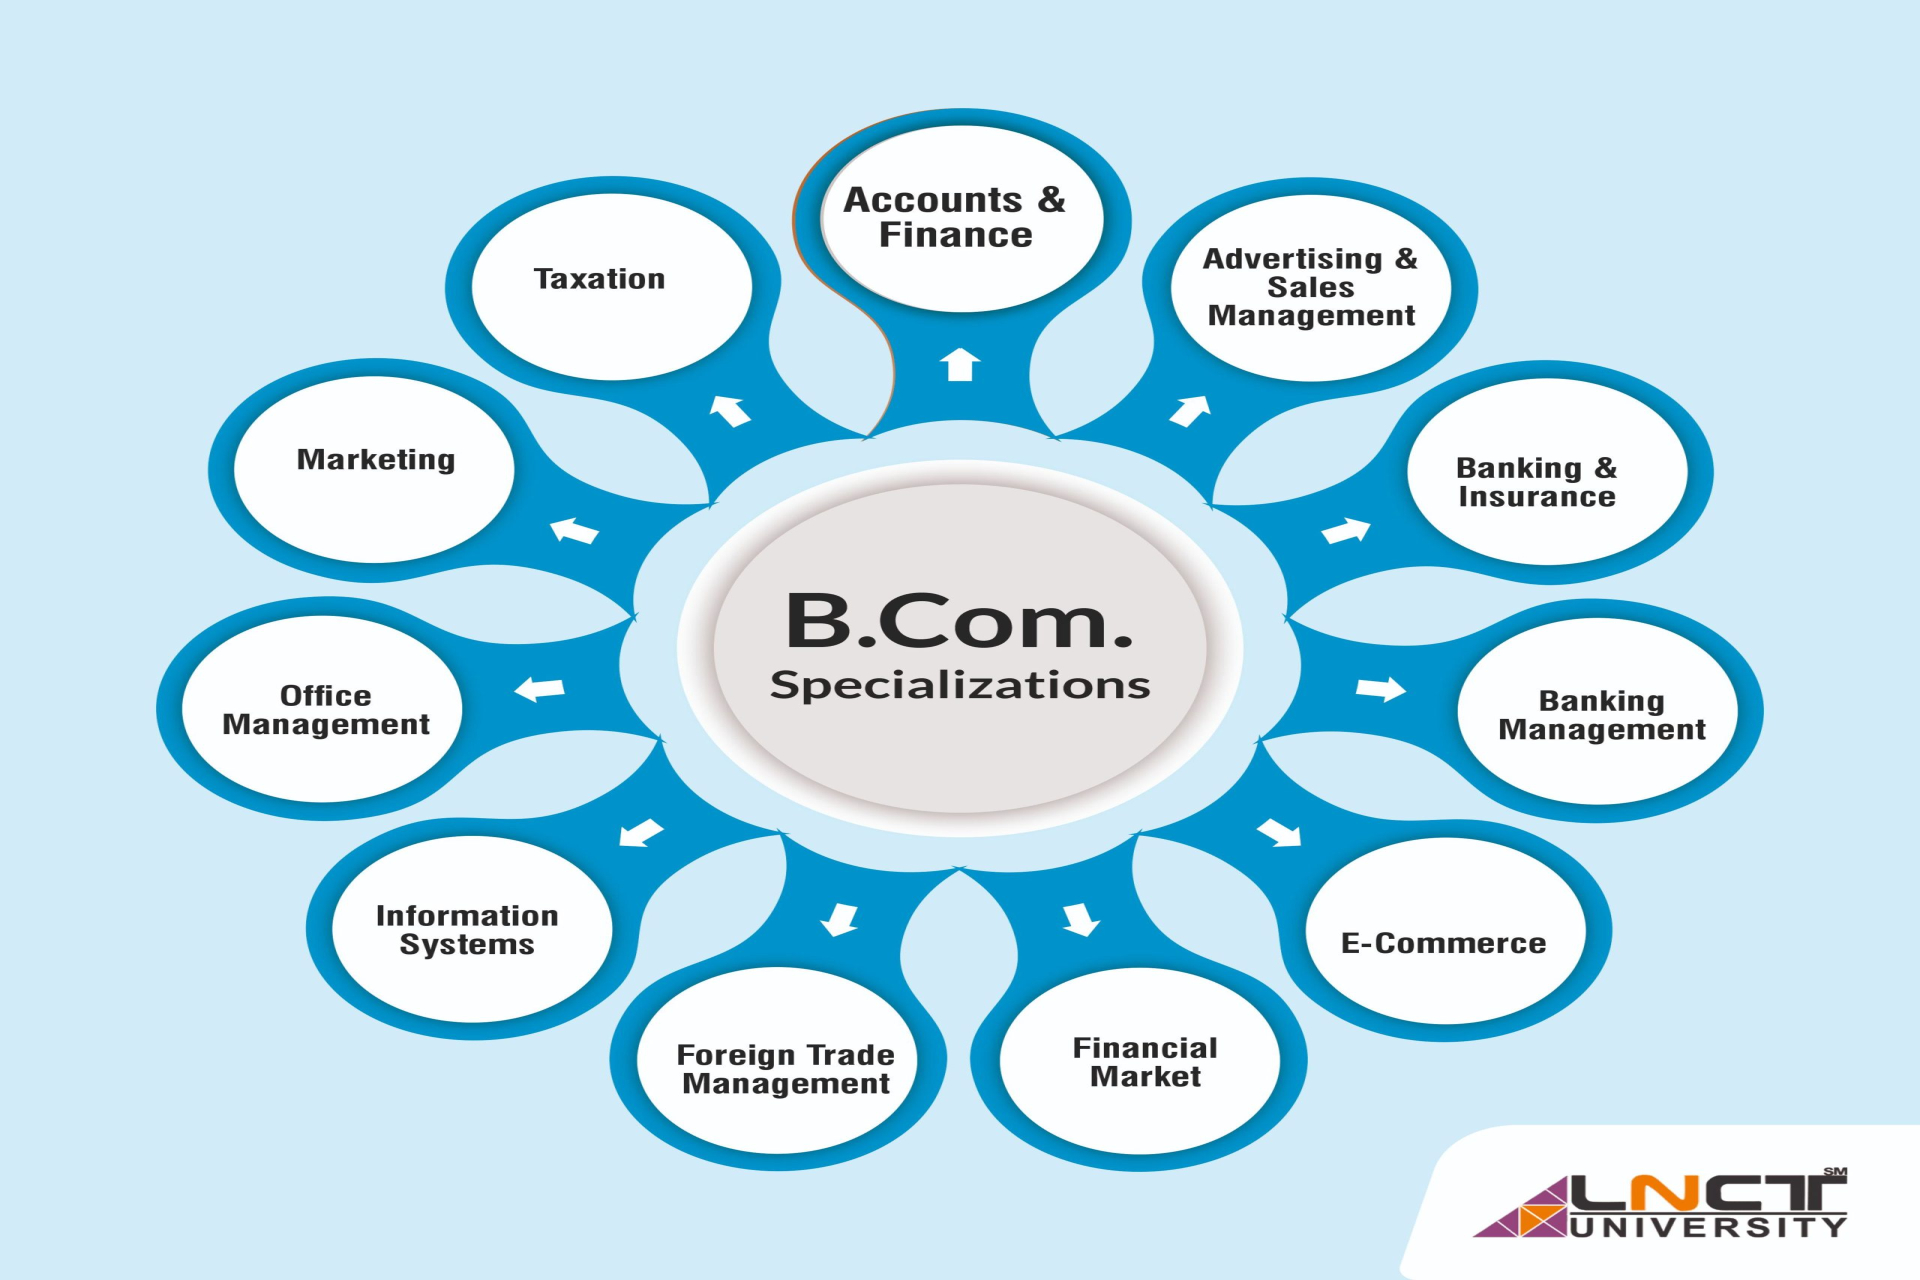 Accounts &
Finance
Advertising &
Sales
Management
Banking &
Insurance
Banking
Management
E-Commerce
Financial
Market
Foreign Trade
Management
Information
Systems
Office
Management
Marketing
Taxation
B.Com.
Specializations
LNCT SM
UNIVERSITY